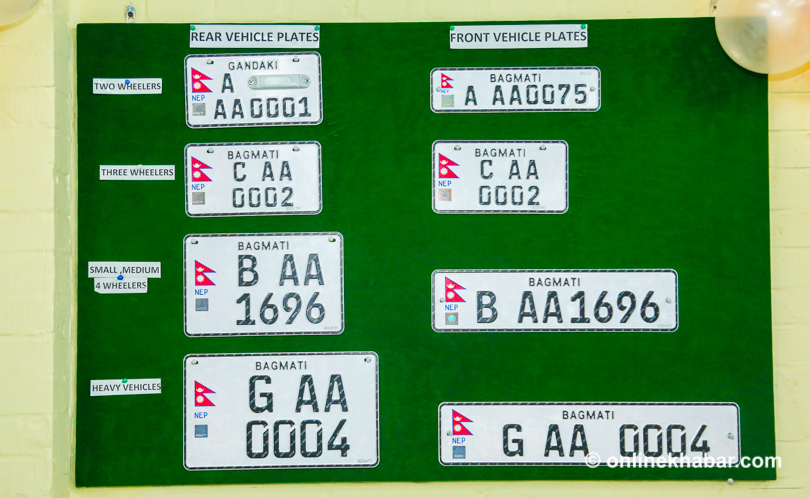 REAR VEHICLE PLATES
FRONT VEHICLE PLATES
TWO WHEELERS
GANDAKI
A
NEP
AA0001
BAGMATI
A AA0075
NEP
THREE WHEELERS
BAGMATI
C AA
NEP
0002
BAGMATI
C AA
NEP
0002
SMALL ,MEDIUM
4 WHEELERS
BAGMATI
B AA
NEP
1696
BAGMATI
B AA1696
NEP
HEAVY VEHICLES
BAGMATI
G AA
NEP
0004
BAGMATI
G AA 0004
NEP
© onlinekhabar.com